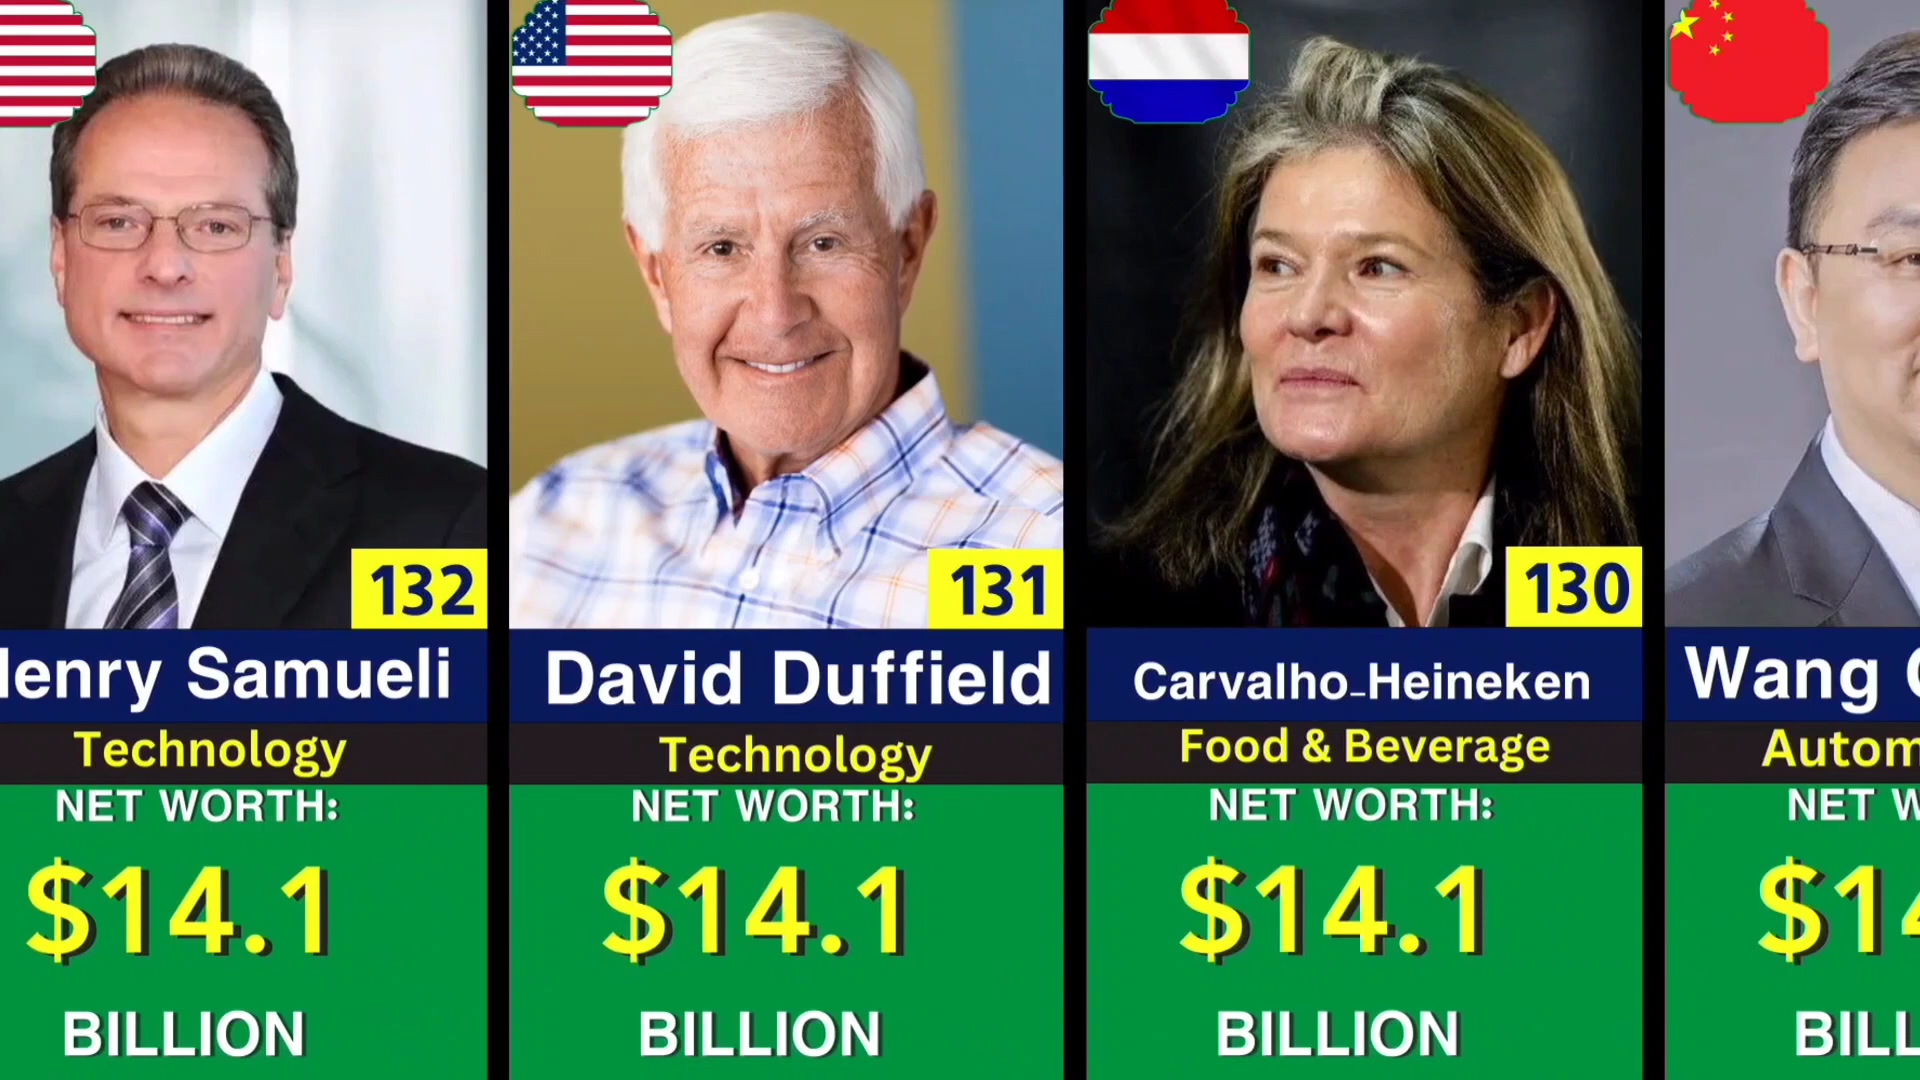 132
enry Samueli
Technology
NET WORTH:
$14.1
BILLION
131
David Duffield
Technology
NET WORTH:
$14.1
BILLION
130
Carvalho-Heineken
Food & Beverage
NET WORTH:
$14.1
BILLION
Wang
Autom
NET W
$14
BILL